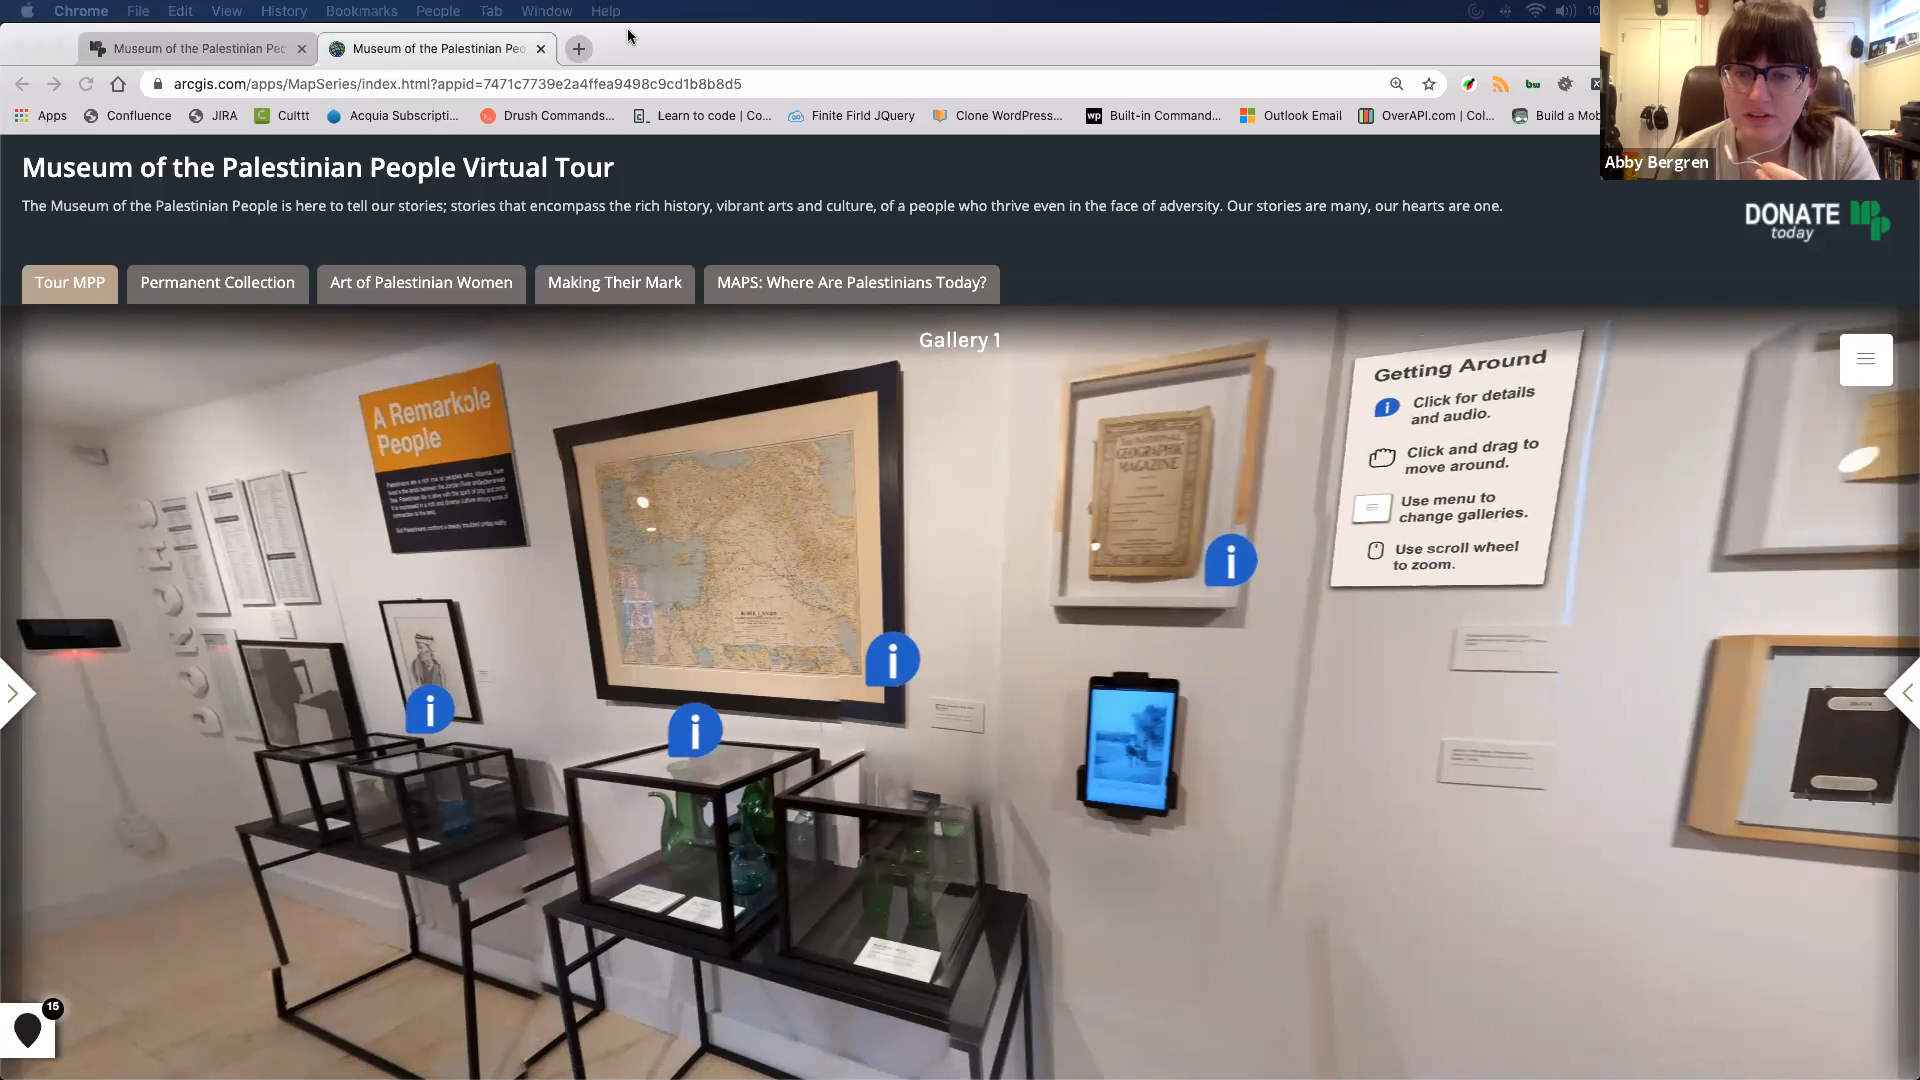 Chrome File Edit View History Bookmarks People Tab Window Help
Museum of the Palestinian Pec
Museum of the Palestinian Peo
arcgis.com/apps/MapSeries/index.html?appid=7471c7739e2a4ffea9498c9cd1b8b8d5
Apps Confluence JIRA Culttt Acquia Subscripti... Drush Commands... Learn to code | Co... Finite Firld JQuery Clone WordPress... Built-in Command... Outlook Email OverAPI.com | Col... Build a Mob
Abby Bergren
Museum of the Palestinian People Virtual Tour
The Museum of the Palestinian People is here to tell our stories; stories that encompass the rich history, vibrant arts and culture, of a people who thrive even in the face of adversity. Our stories are many, our hearts are one.
DONATE
today
Tour MPP
Permanent Collection
Art of Palestinian Women
Making Their Mark
MAPS: Where Are Palestinians Today?
Gallery 1
A Remarkable
People
THE NATIONAL
GEOGRAPHIC
MAGAZINE
Getting Around
Click for details
and audio.
Click and drag to
move around.
Use menu to
change galleries.
Use scroll wheel
to zoom.
15